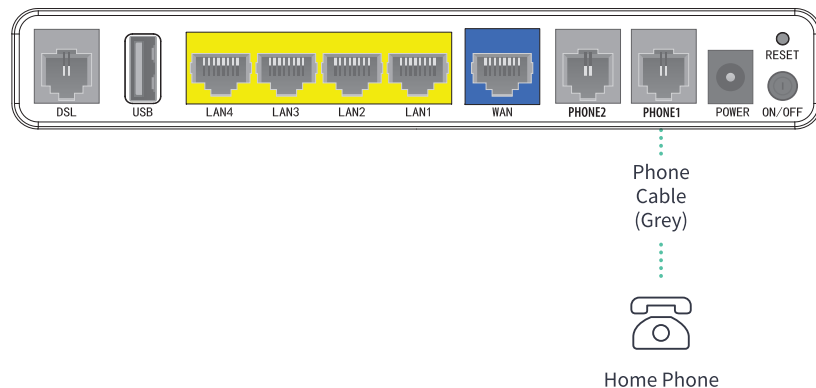 RESET
DSL USB LAN4 LAN3 LAN2 LAN1 WAN PHONE2 PHONE1 POWER ON/OFF
Phone
Cable
(Grey)
Home Phone